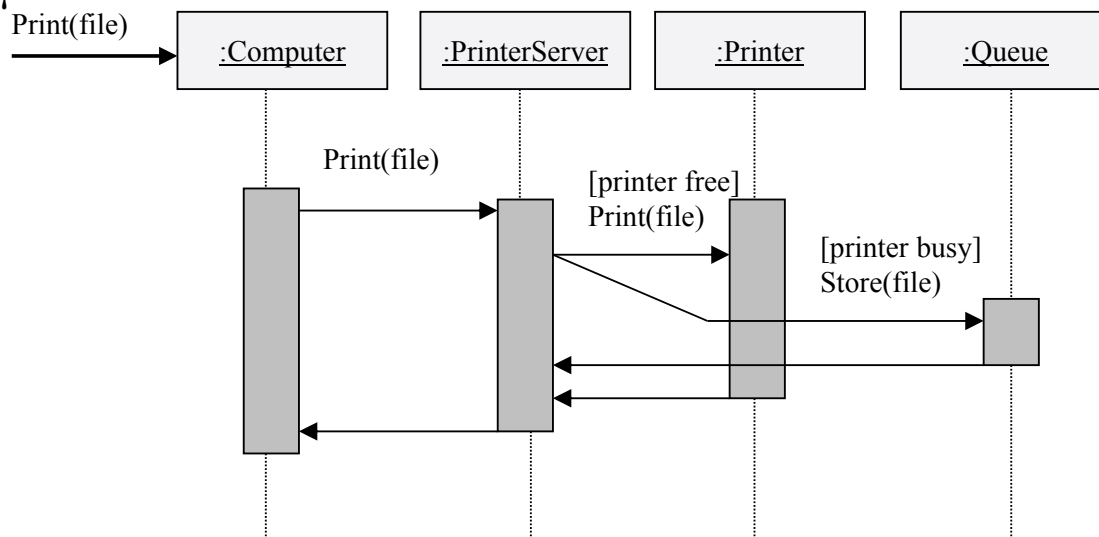 Print(file)
:Computer
:PrinterServer
:Printer
:Queue
Print(file)
[printer free]
Print(file)
[printer busy]
Store(file)